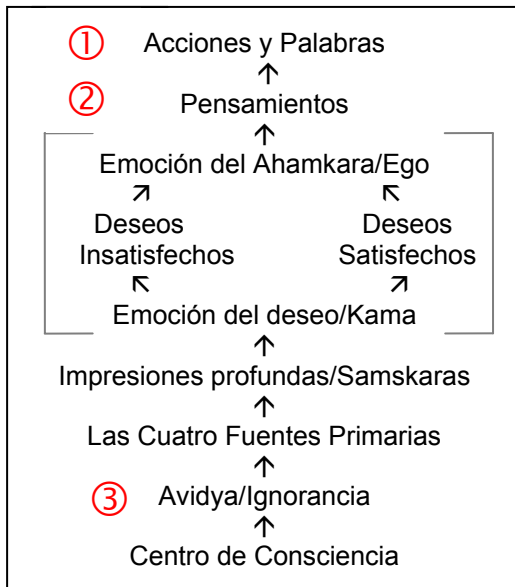 ① Acciones y Palabras
↑
② Pensamientos
↑
Emoción del Ahamkara/Ego
↗ ↖
Deseos Deseos
Insatisfechos Satisfechos
↖ ↗
Emoción del deseo/Kama
↑
Impresiones profundas/Samskaras
↑
Las Cuatro Fuentes Primarias
↑
③ Avidya/Ignorancia
↑
Centro de Consciencia